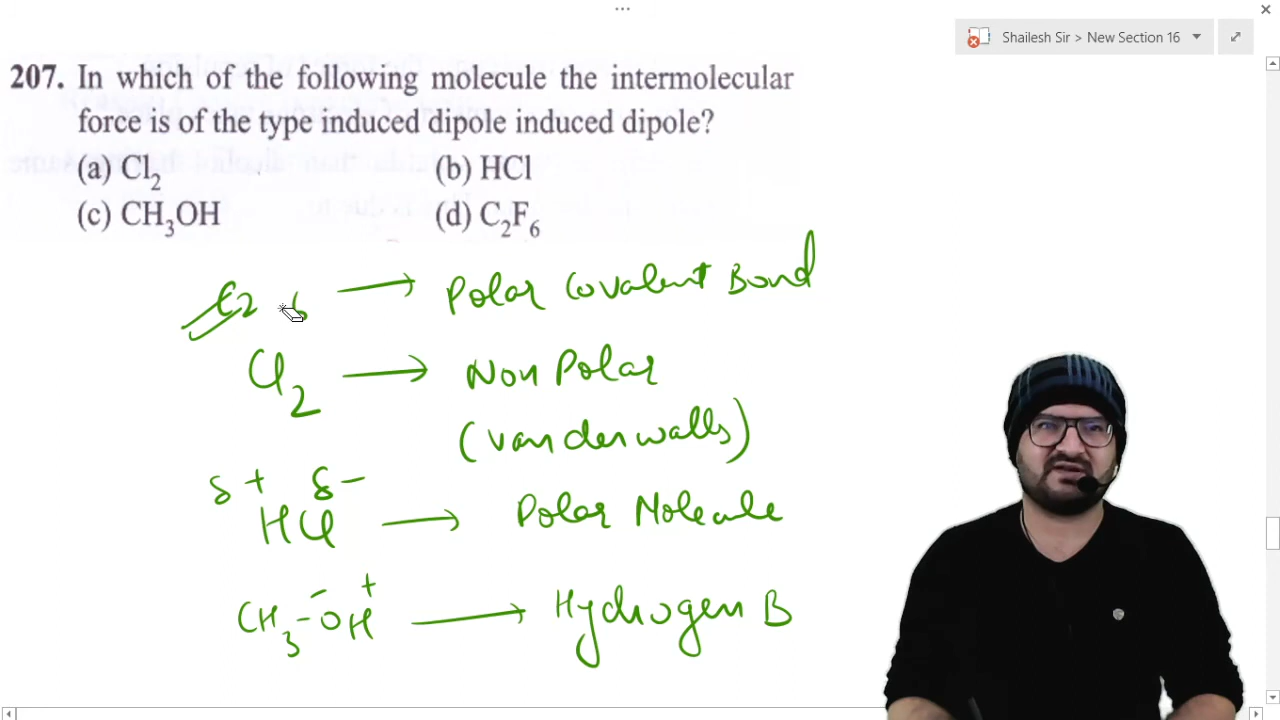 Shailesh Sir > New Section 16
207. In which of the following molecule the intermolecular
force is of the type induced dipole induced dipole?
(a) Cl₂ (b) HCl
(c) CH₃OH (d) C₂F₆
→ Polar Covalent Bond
Cl₂ → Non Polar
(vanderwalls)
δ+ δ-
HCl → Polar Molecule
- +
CH₃-OH → Hydrogen B